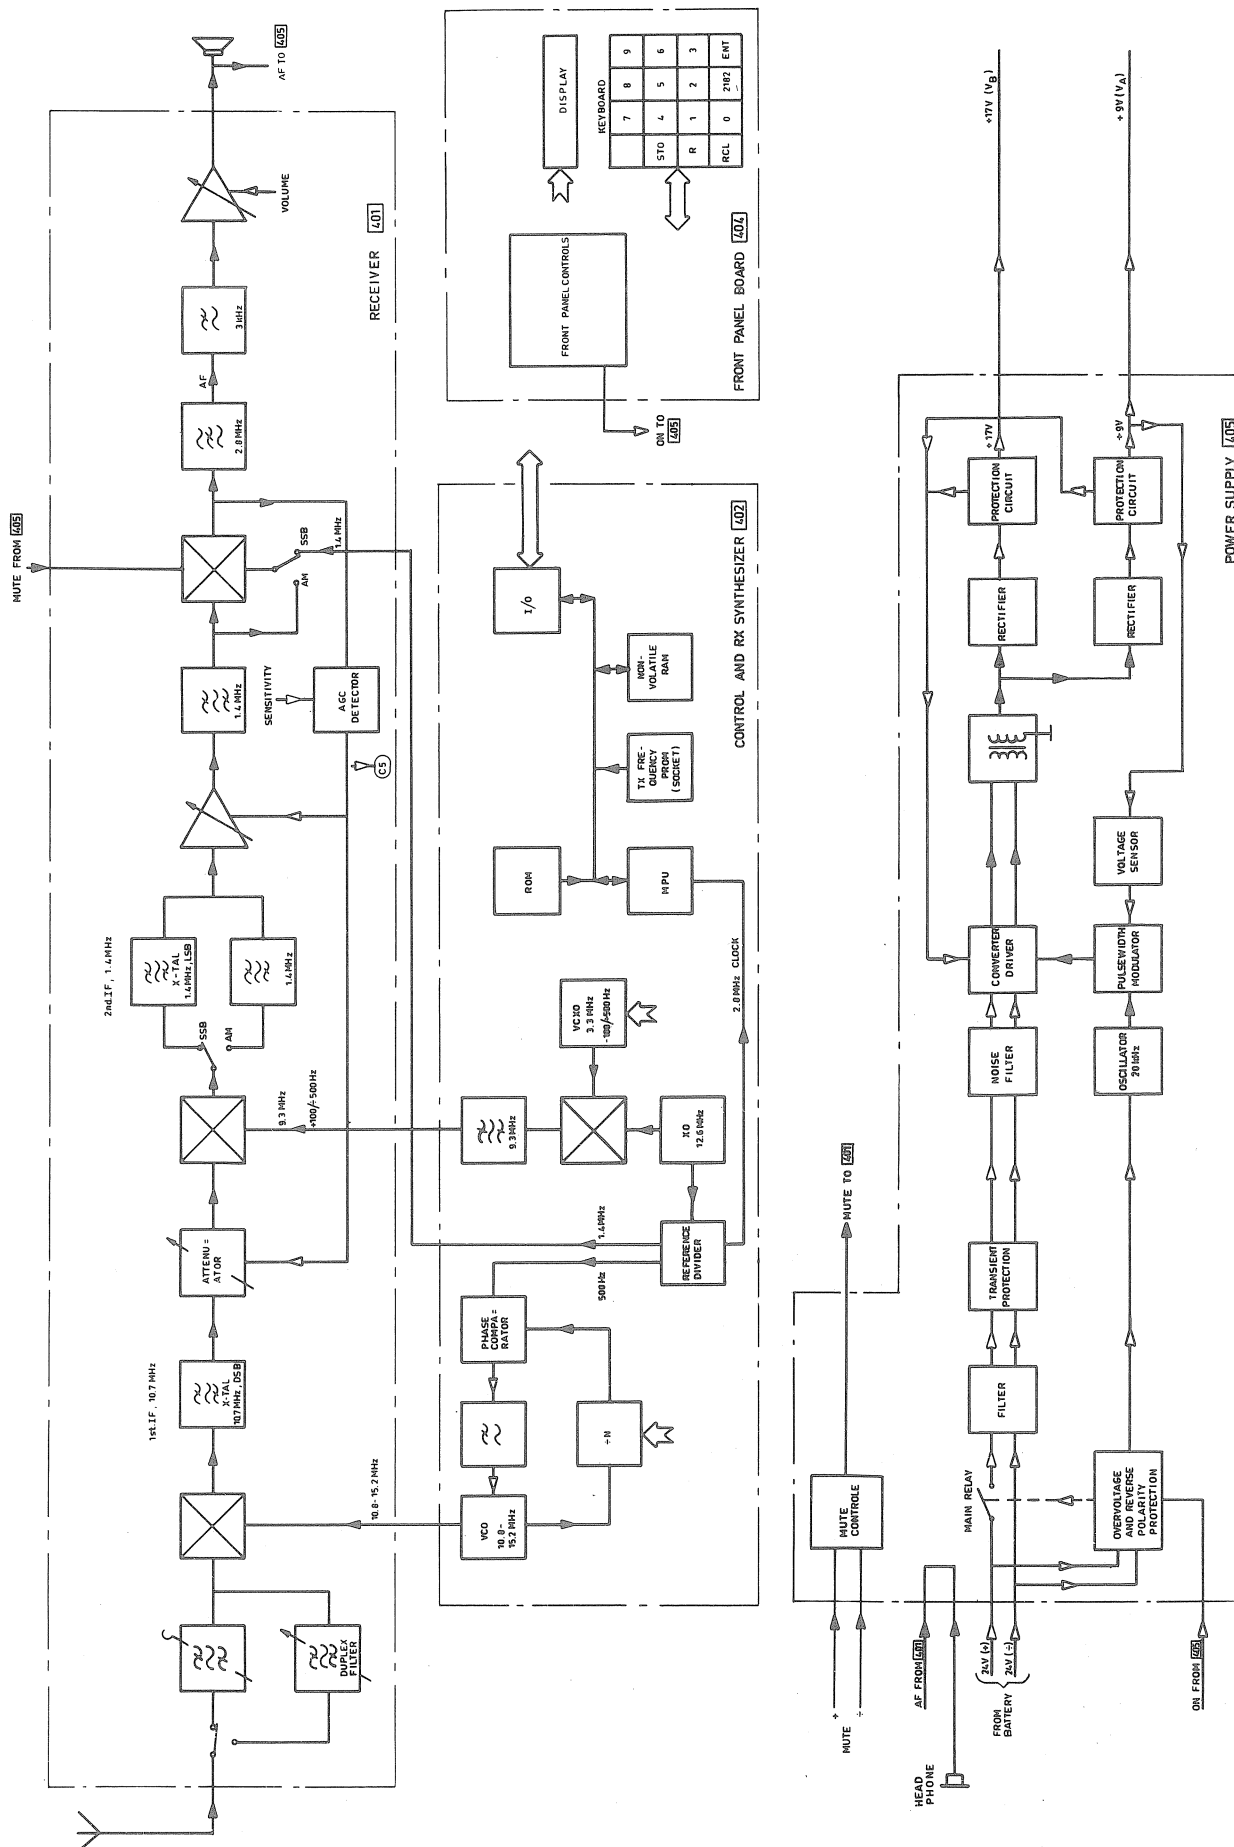 AF TO 405
VOLUME
RECEIVER 401
3 kHz
AF
2.8 MHz
MUTE FROM 405
SSB
1.4 MHz
AM
1.4 MHz
SENSITIVITY
AGC
DETECTOR
C5
2nd. IF, 1.4 MHz
X-TAL
1.4 MHz, LSB
1.4 MHz
SSB
AM
9.3 MHz
+100/÷500 Hz
ATTENU=
ATOR
1st. IF, 10.7 MHz
X-TAL
10.7 MHz, DSB
10.8-15.2 MHz
DUPLEX
FILTER
DISPLAY
KEYBOARD
7 8 9
STO 4 5 6
R 1 2 3
RCL 0 2182 ENT
FRONT PANEL CONTROLS
FRONT PANEL BOARD 404
ON TO
405
I/O
CONTROL AND RX SYNTHESIZER 402
NON-
VOLATILE
RAM
TX FRE-
QUENCY
PROM
(SOCKET)
ROM
MPU
2.8 MHz CLOCK
VCXO
3.3 MHz
-100/+500Hz
9.3 MHz
XO
12.6 MHz
1.4 MHz
500 Hz
REFERENCE
DIVIDER
PHASE
COMPA=
RATOR
÷N
VCO
10.8-
15.2 MHz
+17V (VB)
+ 9V (VA)
POWER SUPPLY 405
+17V
+9V
PROTECTION
CIRCUIT
PROTECTION
CIRCUIT
RECTIFIER
RECTIFIER
VOLTAGE
SENSOR
CONVERTER
DRIVER
PULSEWIDTH
MODULATOR
NOISE
FILTER
OSCILLATOR
20 kHz
MUTE TO 401
TRANSIENT
PROTECTION
FILTER
MUTE
CONTROLE
MAIN RELAY
OVERVOLTAGE
AND REVERSE
POLARITY
PROTECTION
MUTE
+
÷
AF FROM 401
HEAD
PHONE
24V (+)
24V (÷)
FROM
BATTERY
ON FROM 405